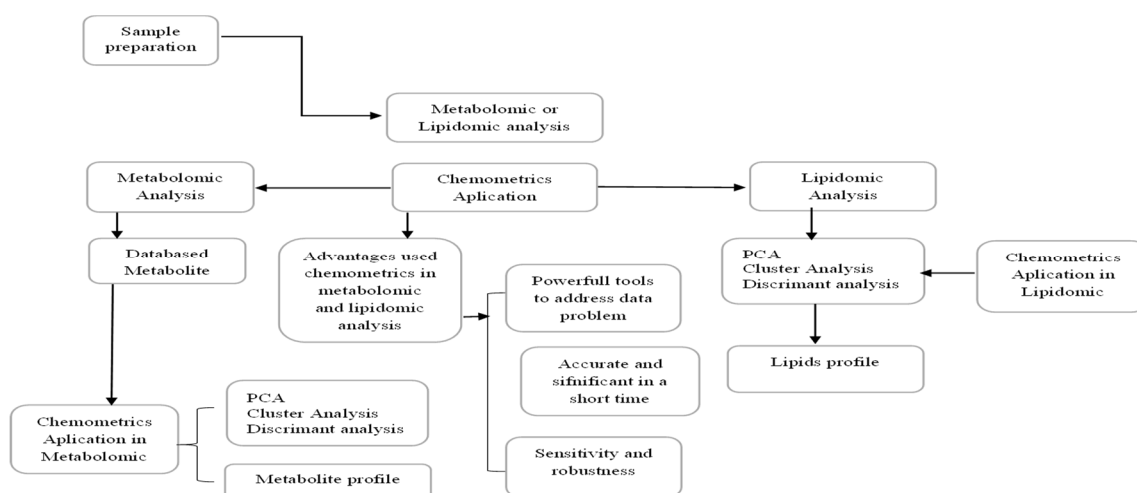 Sample
preparation
Metabolomic or
Lipidomic analysis
Metabolomic
Analysis
Chemometrics
Aplication
Lipidomic
Analysis
Databased
Metabolite
Advantages used
chemometrics in
metabolomic
and lipidomic
analysis
Powerfull tools
to address data
problem
Accurate and
sifnificant in a
short time
Sensitivity and
robustness
PCA
Cluster Analysis
Discrimant analysis
Chemometrics
Aplication in
Lipidomic
Lipids profile
Chemometrics
Aplication in
Metabolomic
PCA
Cluster Analysis
Discrimant analysis
Metabolite profile